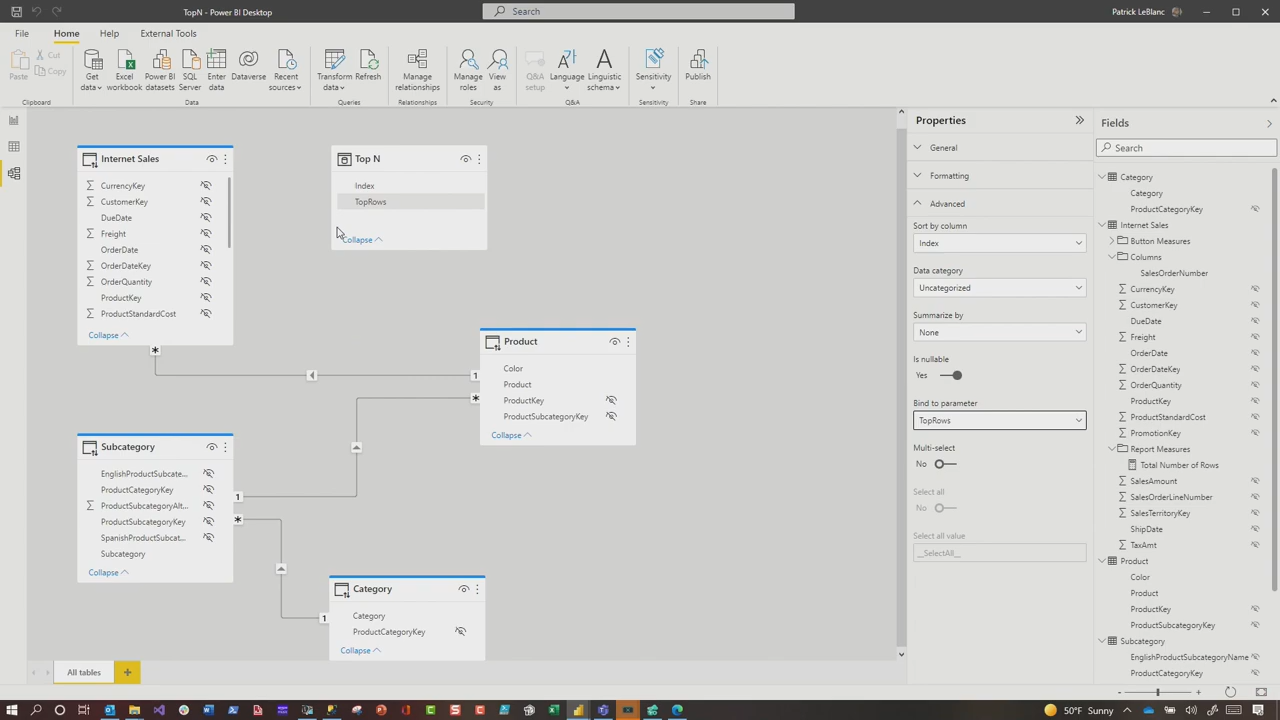 TopN - Power BI Desktop
Search
Patrick LeBlanc
File
Home
Help
External Tools
Paste
Cut
Copy
Get
data
Excel
workbook
Power BI
datasets
SQL
Server
Enter
data
Dataverse
Recent
sources
Transform
data
Refresh
Manage
relationships
Manage
roles
View
as
Q&A
setup
Language
Linguistic
schema
Sensitivity
Publish
Clipboard
Data
Queries
Relationships
Security
Q&A
Sensitivity
Share
Internet Sales
CurrencyKey
CustomerKey
DueDate
Freight
OrderDate
OrderDateKey
OrderQuantity
ProductKey
ProductStandardCost
Collapse
Top N
Index
TopRows
Collapse
1
Product
Color
Product
ProductKey
ProductSubcategoryKey
Collapse
Subcategory
EnglishProductSubcate...
ProductCategoryKey
ProductSubcategoryAlt...
ProductSubcategoryKey
SpanishProductSubcat...
Subcategory
Collapse
1
Category
Category
ProductCategoryKey
Collapse
1
All tables
Properties
General
Formatting
Advanced
Sort by column
Index
Data category
Uncategorized
Summarize by
None
Is nullable
Yes
Bind to parameter
TopRows
Multi-select
No
Select all
No
Select all value
__SelectAll__
Fields
Search
Category
Category
ProductCategoryKey
Internet Sales
Button Measures
Columns
SalesOrderNumber
CurrencyKey
CustomerKey
DueDate
Freight
OrderDate
OrderDateKey
OrderQuantity
ProductKey
ProductStandardCost
PromotionKey
Report Measures
Total Number of Rows
SalesAmount
SalesOrderLineNumber
SalesTerritoryKey
ShipDate
TaxAmt
Product
Color
Product
ProductKey
ProductSubcategoryKey
Subcategory
EnglishProductSubcategoryName
ProductCategoryKey
50°F Sunny